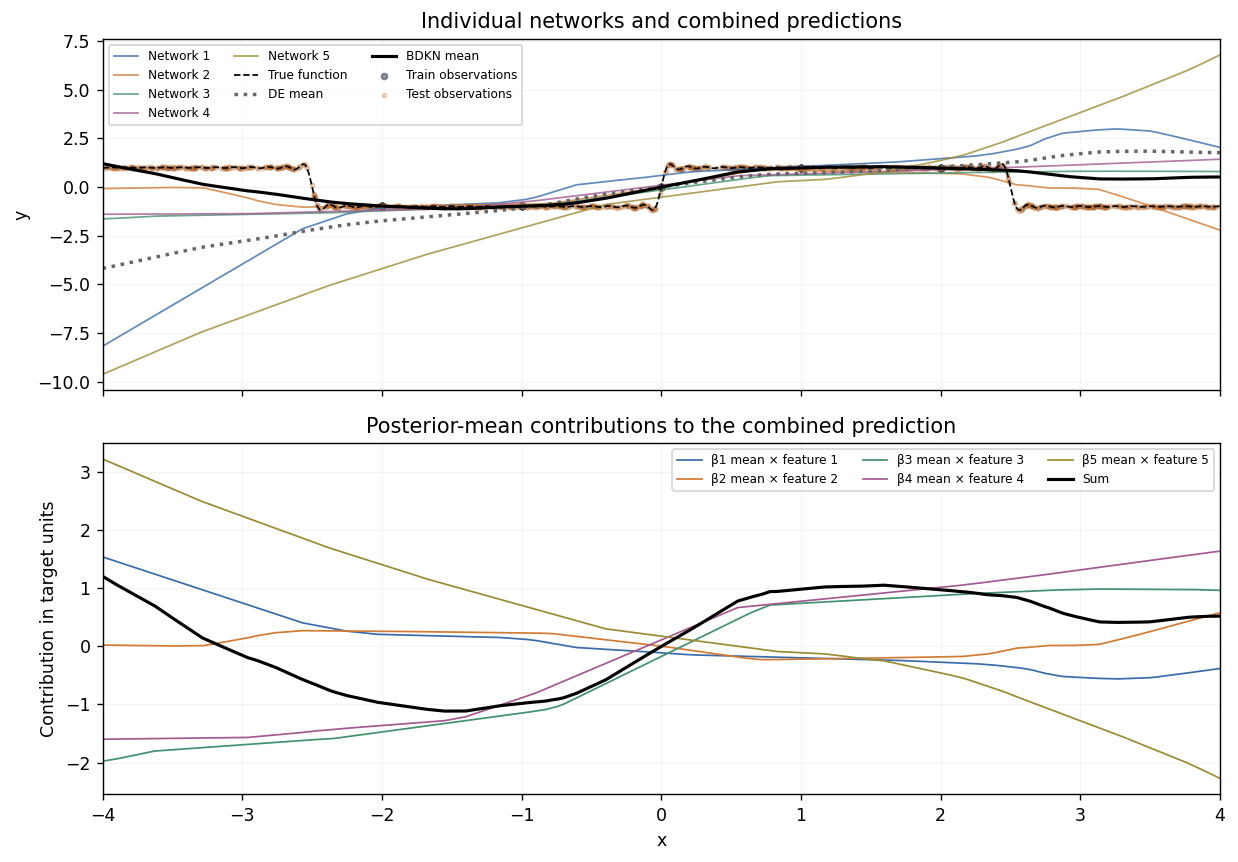 Individual networks and combined predictions
7.5
5.0
2.5
0.0
−2.5
−5.0
−7.5
−10.0
y
Network 1
Network 2
Network 3
Network 4
Network 5
True function
DE mean
BDKN mean
Train observations
Test observations
Posterior-mean contributions to the combined prediction
3
2
1
0
−1
−2
Contribution in target units
β1 mean × feature 1
β2 mean × feature 2
β3 mean × feature 3
β4 mean × feature 4
β5 mean × feature 5
Sum
−4 −3 −2 −1 0 1 2 3 4
x